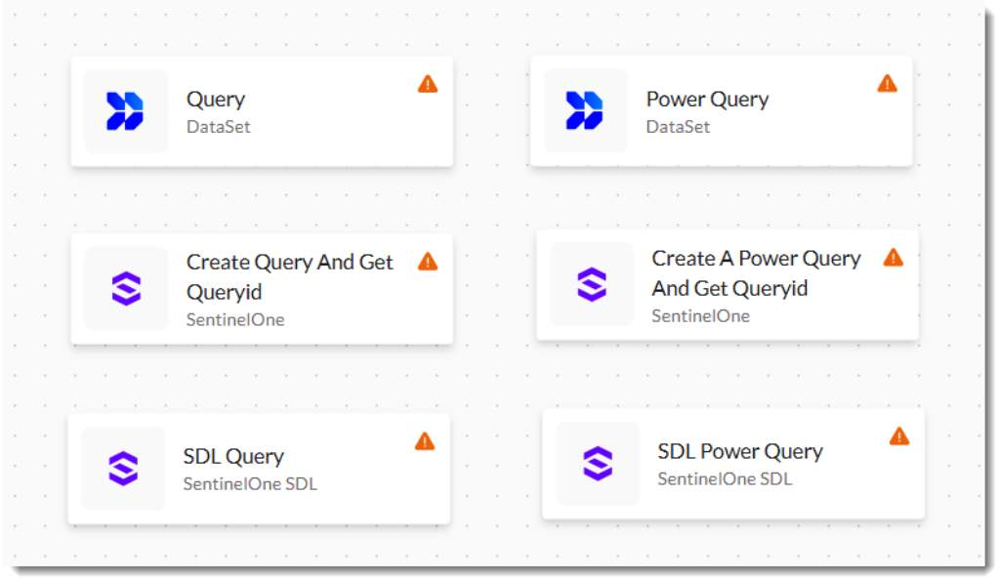 Query
DataSet
Power Query
DataSet
Create Query And Get
Queryid
SentinelOne
Create A Power Query
And Get Queryid
SentinelOne
SDL Query
SentinelOne SDL
SDL Power Query
SentinelOne SDL